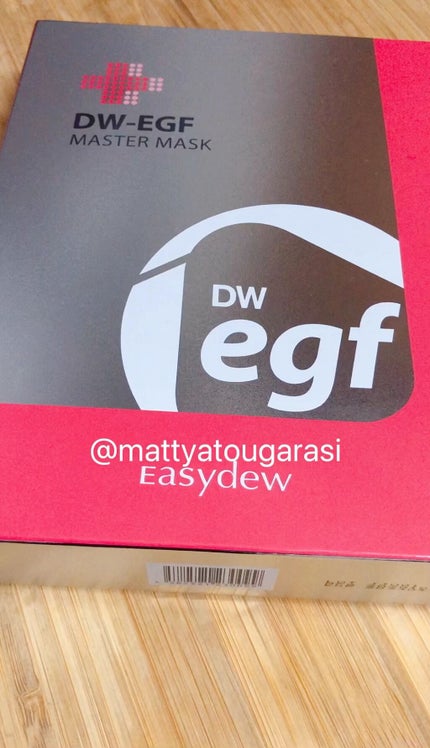 DW-EGF
MASTER MASK
DW
egf
@mattyatougarasi
Easydew